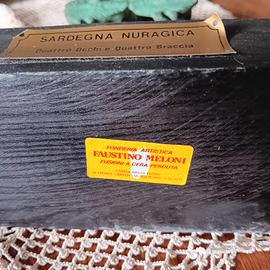 SARDEGNA NURAGICA
Quattro Occhi e Quattro Braccia
FONDERIA ARTISTICA
FAUSTINO MELONI
FUSIONI A CERA PERDUTA